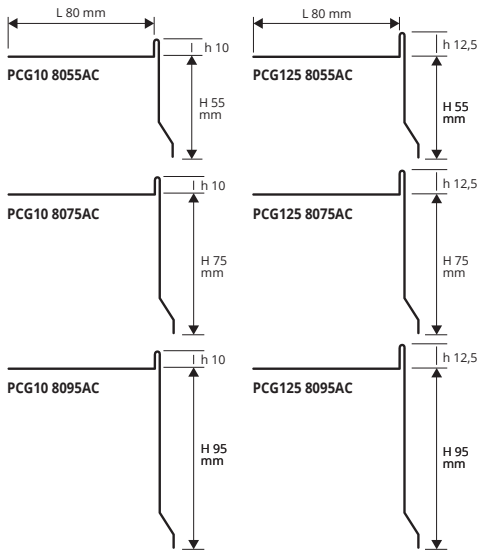 L 80 mm
h 10
PCG10 8055AC
H 55
mm
L 80 mm
h 12,5
PCG125 8055AC
H 55
mm
h 10
PCG10 8075AC
H 75
mm
h 12,5
PCG125 8075AC
H 75
mm
h 10
PCG10 8095AC
H 95
mm
h 12,5
PCG125 8095AC
H 95
mm